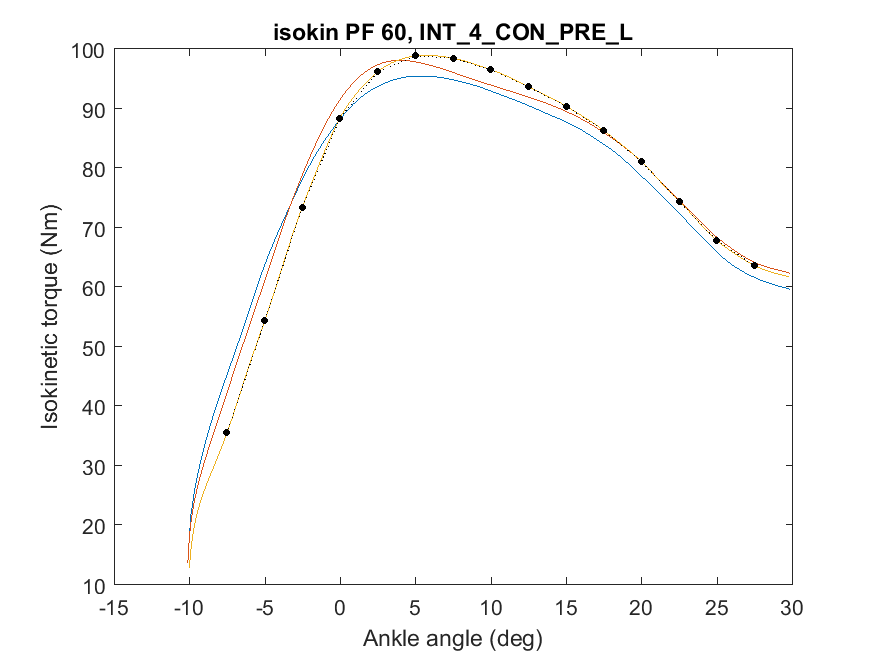 isokin PF 60, INT_4_CON_PRE_L
100
90
80
70
60
50
40
30
20
10
Isokinetic torque (Nm)
-15 -10 -5 0 5 10 15 20 25 30
Ankle angle (deg)